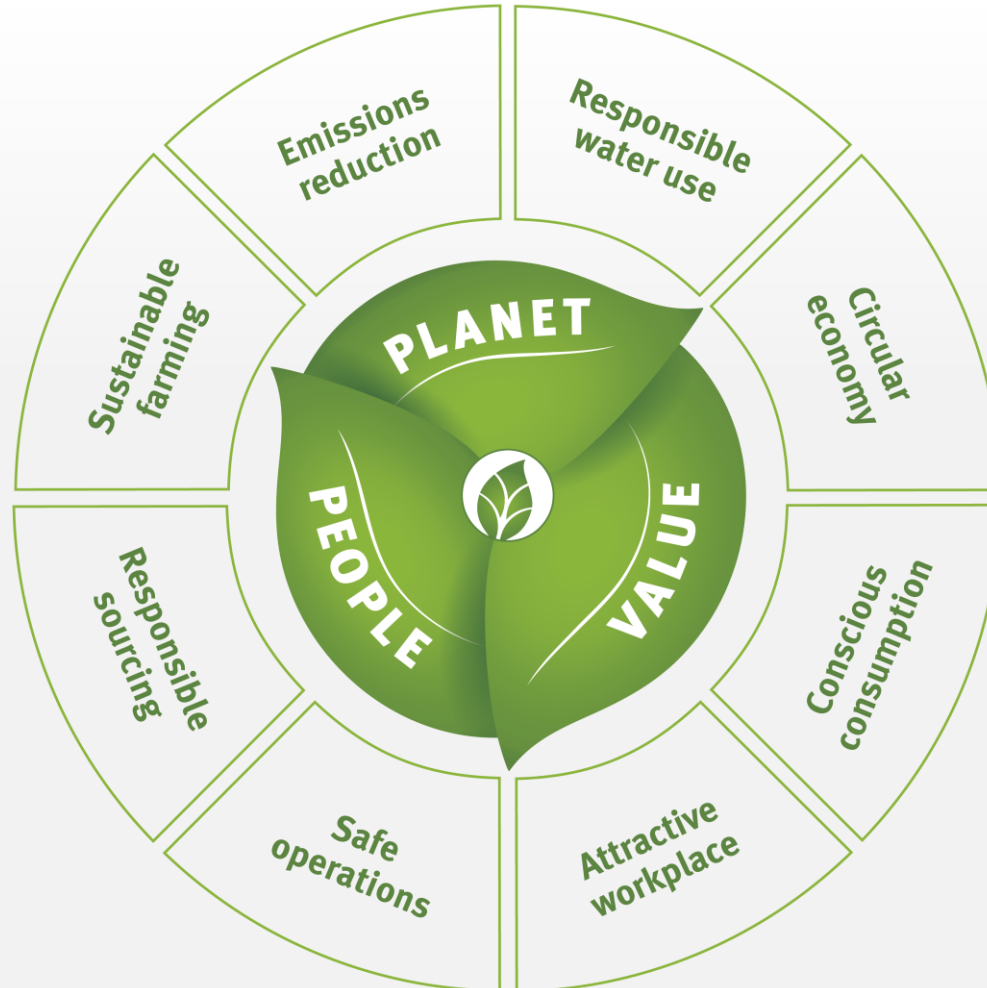 Emissions
reduction
Responsible
water use
Circular
economy
Conscious
consumption
Attractive
workplace
Safe
operations
Responsible
sourcing
Sustainable
farming
PLANET
VALUE
PEOPLE